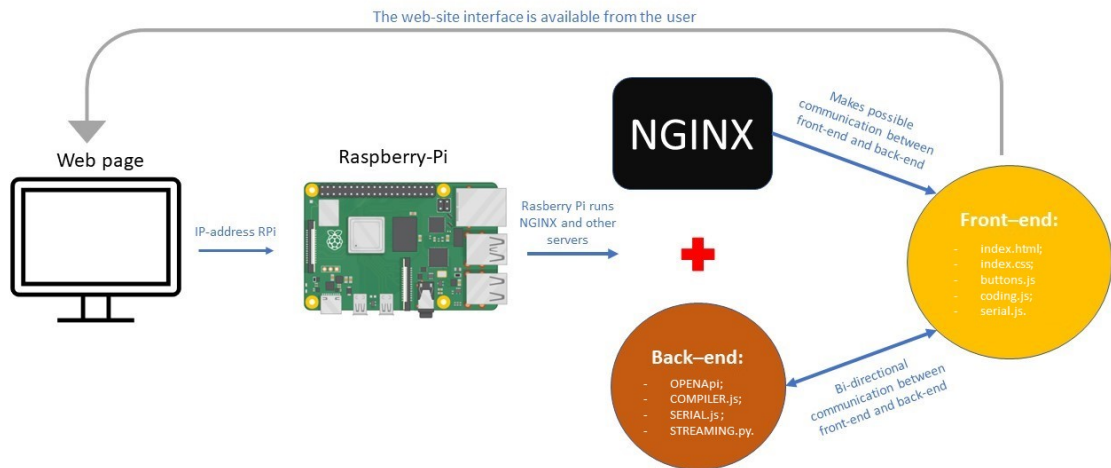 The web-site interface is available from the user
Web page
Raspberry-Pi
IP-address RPi
Rasberry Pi runs
NGINX and other
servers
NGINX
Makes possible
communication between
front-end and back-end
Front–end:
- index.html;
- index.css;
- buttons.js
- coding.js;
- serial.js.
Back–end:
- OPENApi;
- COMPILER.js;
- SERIAL.js;
- STREAMING.py.
Bi-directional
communication between
front-end and back-end